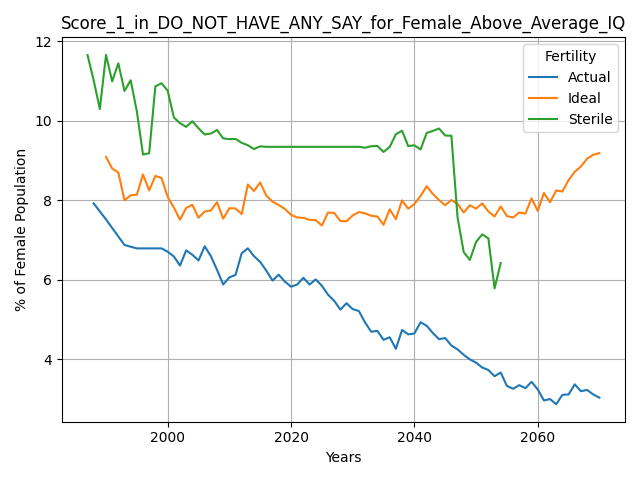 Score_1_in_DO_NOT_HAVE_ANY_SAY_for_Female_Above_Average_IQ
12
10
8
6
4
% of Female Population
2000
2020
2040
2060
Years
Fertility
Actual
Ideal
Sterile